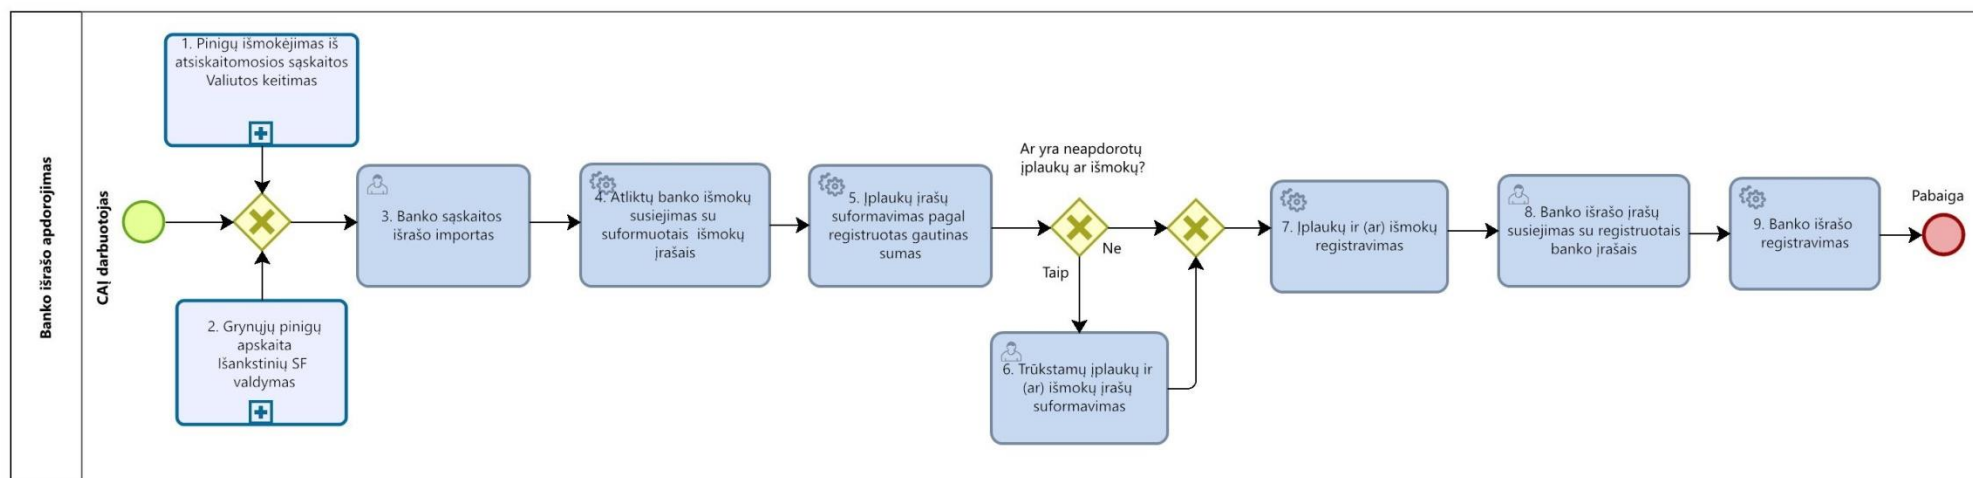 Banko išrašo apdorojimas
CAĮ darbuotojas
1. Pinigų išmokėjimas iš
atsiskaitomosios sąskaitos
Valiutos keitimas
2. Grynųjų pinigų
apskaita
Išankstinių SF
valdymas
3. Banko sąskaitos
išrašo importas
4. Atliktų banko išmokų
susiejimas su
suformuotais išmokų
įrašais
5. Įplaukų įrašų
suformavimas pagal
registruotas gautinas
sumas
Ar yra neapdorotų
įplaukų ar išmokų?
Ne
Taip
6. Trūkstamų įplaukų ir
(ar) išmokų įrašų
suformavimas
7. Įplaukų ir (ar) išmokų
registravimas
8. Banko išrašo įrašų
susiejimas su registruotais
banko įrašais
9. Banko išrašo
registravimas
Pabaiga